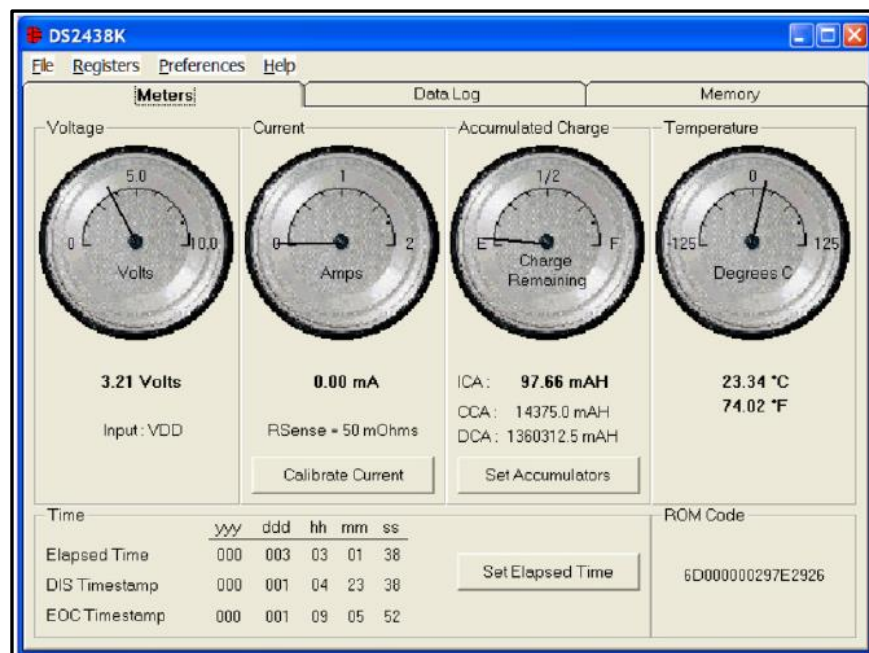 DS2438K
File Registers Preferences Help
Meters Data Log Memory
Voltage
5.0
0 10.0
Volts
3.21 Volts
Input : VDD
Current
1
0 2
Amps
0.00 mA
RSense = 50 mOhms
Calibrate Current
Accumulated Charge
1/2
E F
Charge
Remaining
ICA : 97.66 mAH
CCA : 14375.0 mAH
DCA : 1360312.5 mAH
Set Accumulators
Temperature
0
-125 125
Degrees C
23.34 °C
74.02 °F
Time
yyy ddd hh mm ss
Elapsed Time 000 003 03 01 38
DIS Timestamp 000 001 04 23 38
EOC Timestamp 000 001 09 05 52
Set Elapsed Time
ROM Code
6D000000297E2926